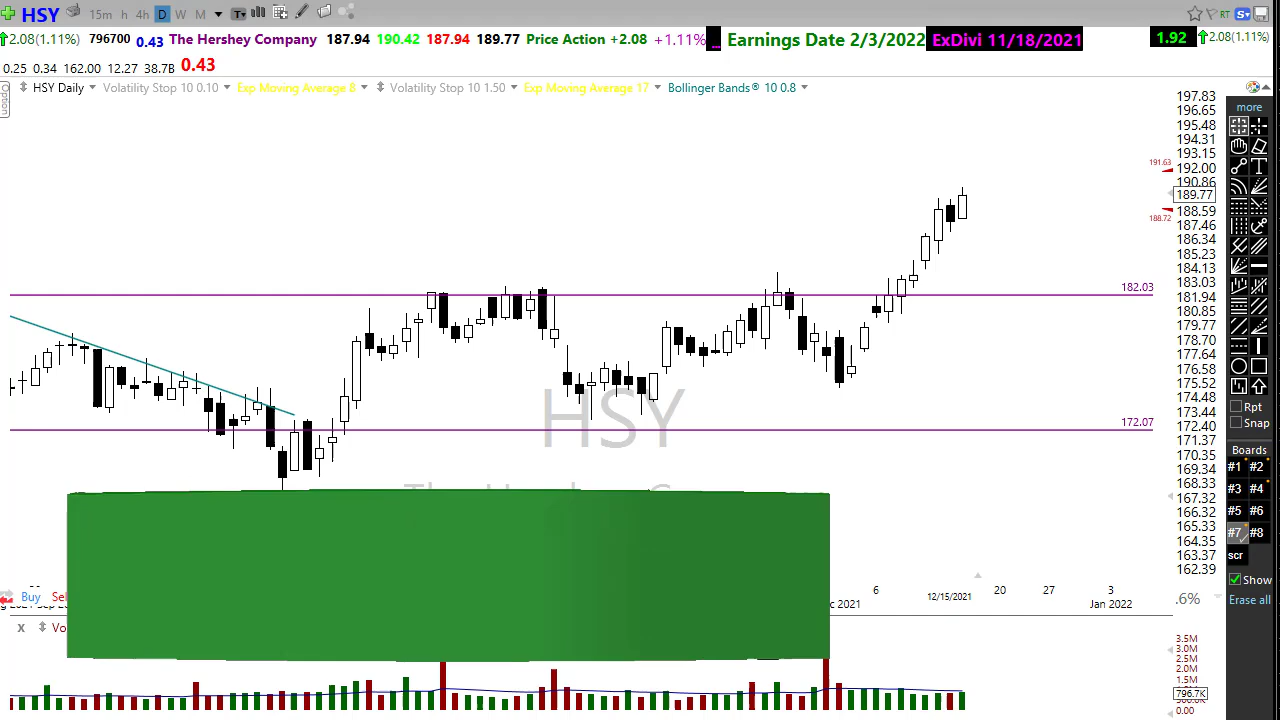 HSY 15m h 4h D W M T RT S
2.08(1.11%) 796700 0.43 The Hershey Company 187.94 190.42 187.94 189.77 Price Action +2.08 +1.11% ... Earnings Date 2/3/2022 ExDivi 11/18/2021 1.92 2.08(1.11%)
0.25 0.34 162.00 12.27 38.7B 0.43
Option
HSY Daily Volatility Stop 10 0.10 Exp Moving Average 8 Volatility Stop 10 1.50 Exp Moving Average 17 Bollinger Bands® 10 0.8
197.83
196.65
195.48
194.31
193.15
192.00
190.86
189.77
188.59
187.46
186.34
185.23
184.13
183.03
181.94
180.85
179.77
178.70
177.64
176.58
175.52
174.48
173.44
172.40
171.37
170.35
169.34
168.33
167.32
166.32
165.33
164.35
163.37
162.39
191.63
188.72
182.03
172.07
HSY
more
T
Rpt
Snap
Boards
#1 #2
#3 #4
#5 #6
#7 #8
scr
Show
Erase all
Buy
6 12/15/2021 20 27 3
2021 Jan 2022
.6%
X Vo
3.5M
3.0M
2.5M
2.0M
1.5M
796.7K
0.00